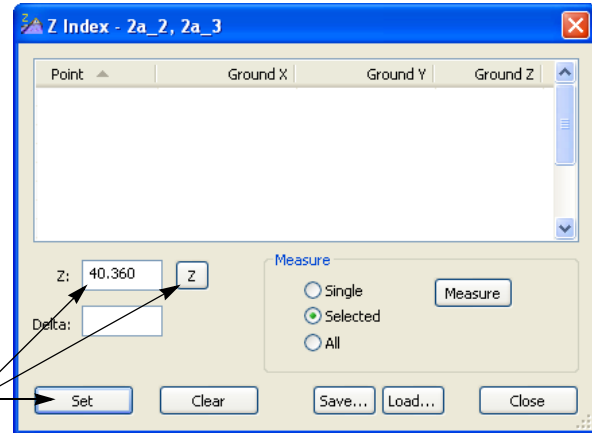 Z Index - 2a_2, 2a_3
Point Ground X Ground Y Ground Z
Z: 40.360 Z
Delta:
Measure
Single
Selected
All
Measure
Set Clear Save... Load... Close